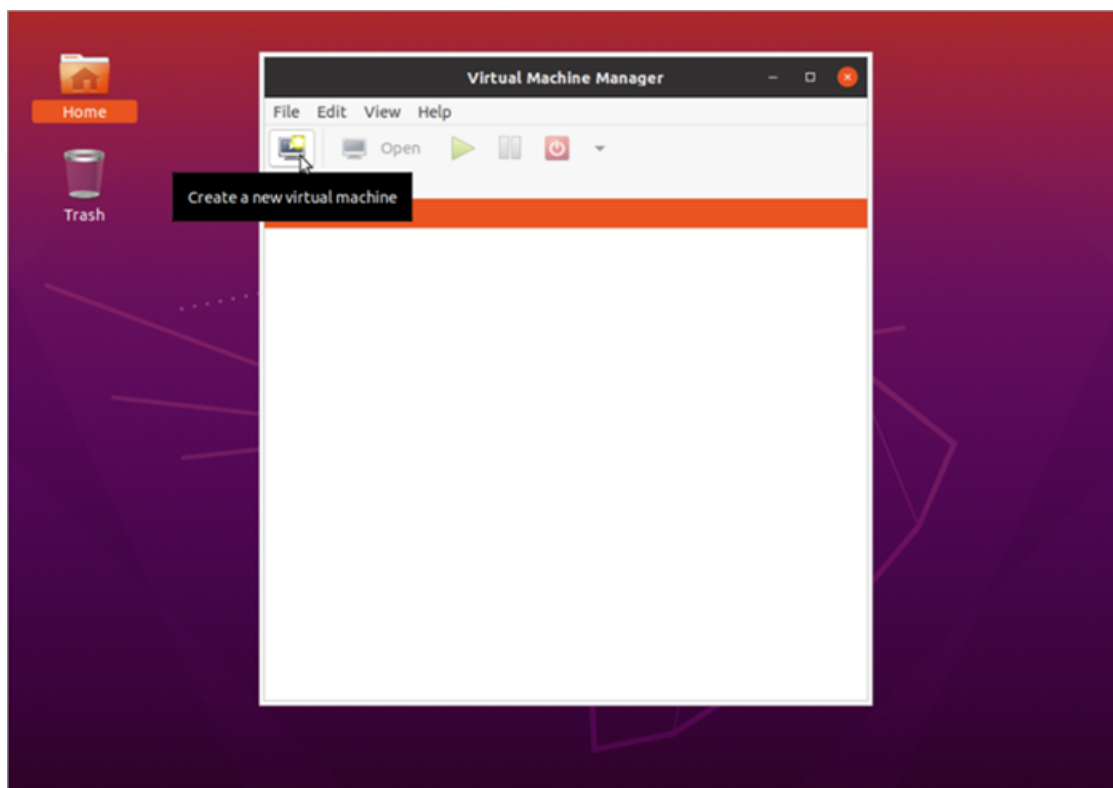 Virtual Machine Manager
Home
File Edit View Help
Open
Create a new virtual machine
Trash